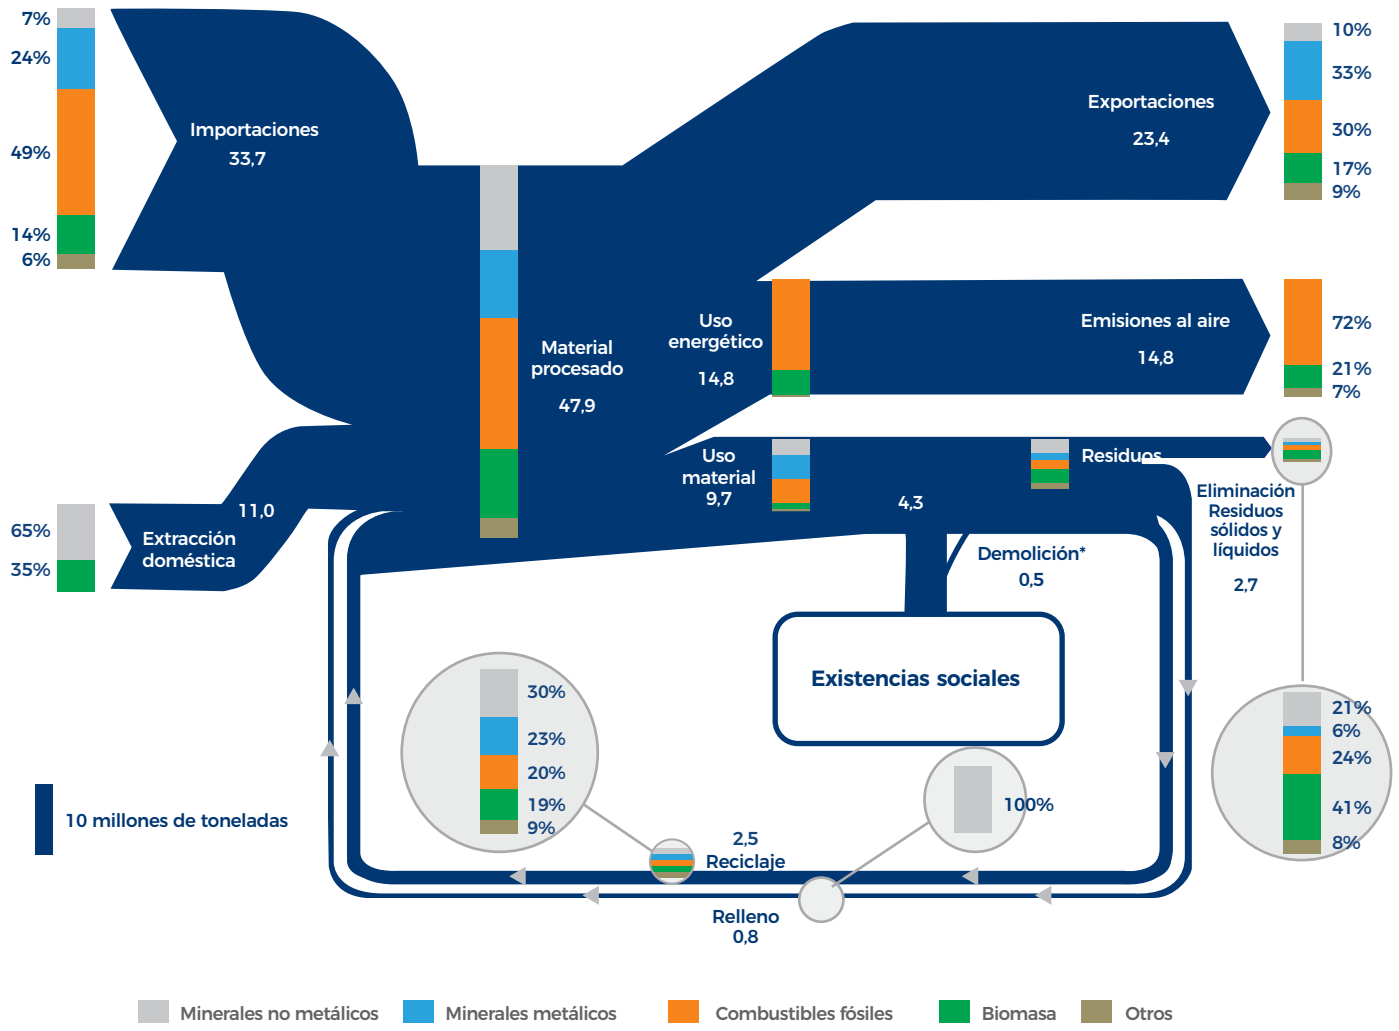 7%
24%
49%
14%
6%
Importaciones
33,7
Exportaciones
23,4
10%
33%
30%
17%
9%
Material
procesado
47,9
Uso
energético
14,8
Emisiones al aire
14,8
72%
21%
7%
65%
35%
Extracción
doméstica
11,0
Uso
material
9,7
4,3
Residuos
Eliminación
Residuos
sólidos y
líquidos
2,7
Demolición*
0,5
Existencias sociales
30%
23%
20%
19%
9%
100%
21%
6%
24%
41%
8%
10 millones de toneladas
2,5
Reciclaje
Relleno
0,8
Minerales no metálicos
Minerales metálicos
Combustibles fósiles
Biomasa
Otros